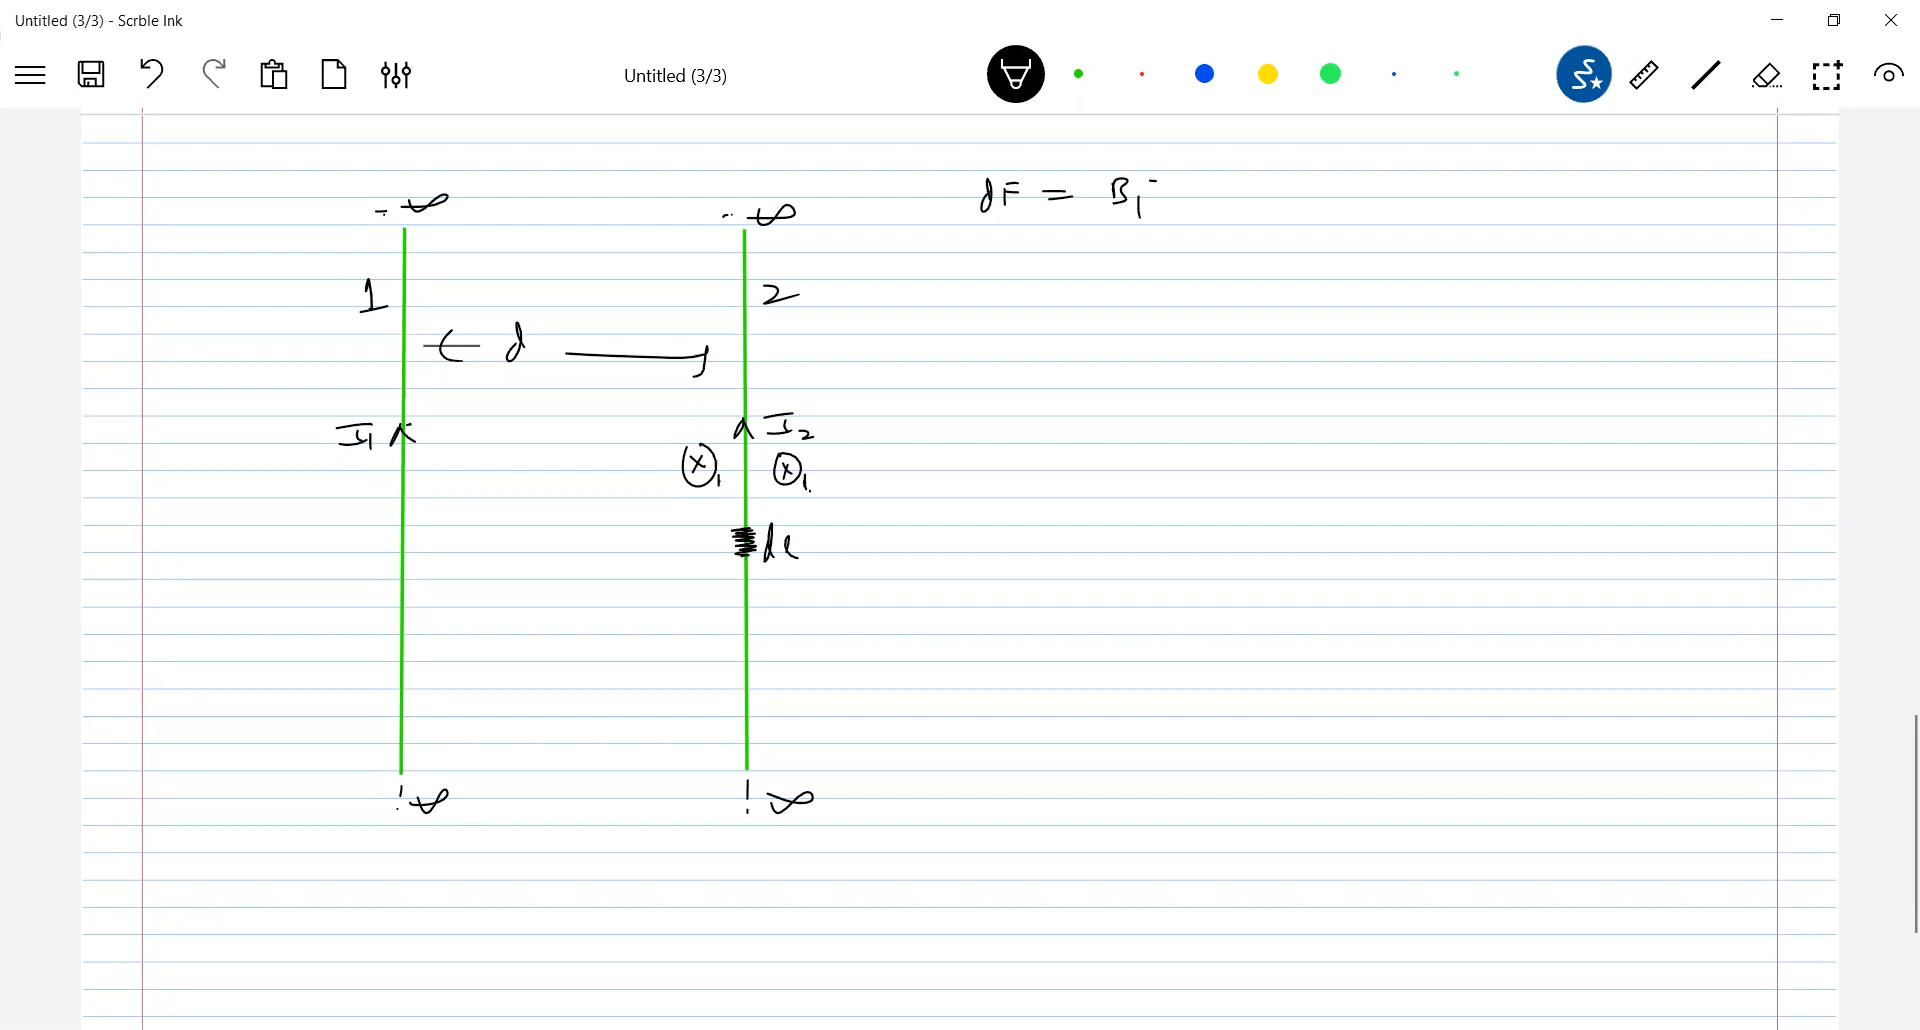 Untitled (3/3) - Scrble Ink
Untitled (3/3)
dF = B₁
- ∞ - ∞
1 2
d
I₁ I₂
⊗₁ ⊗₁
dl
∞ ∞